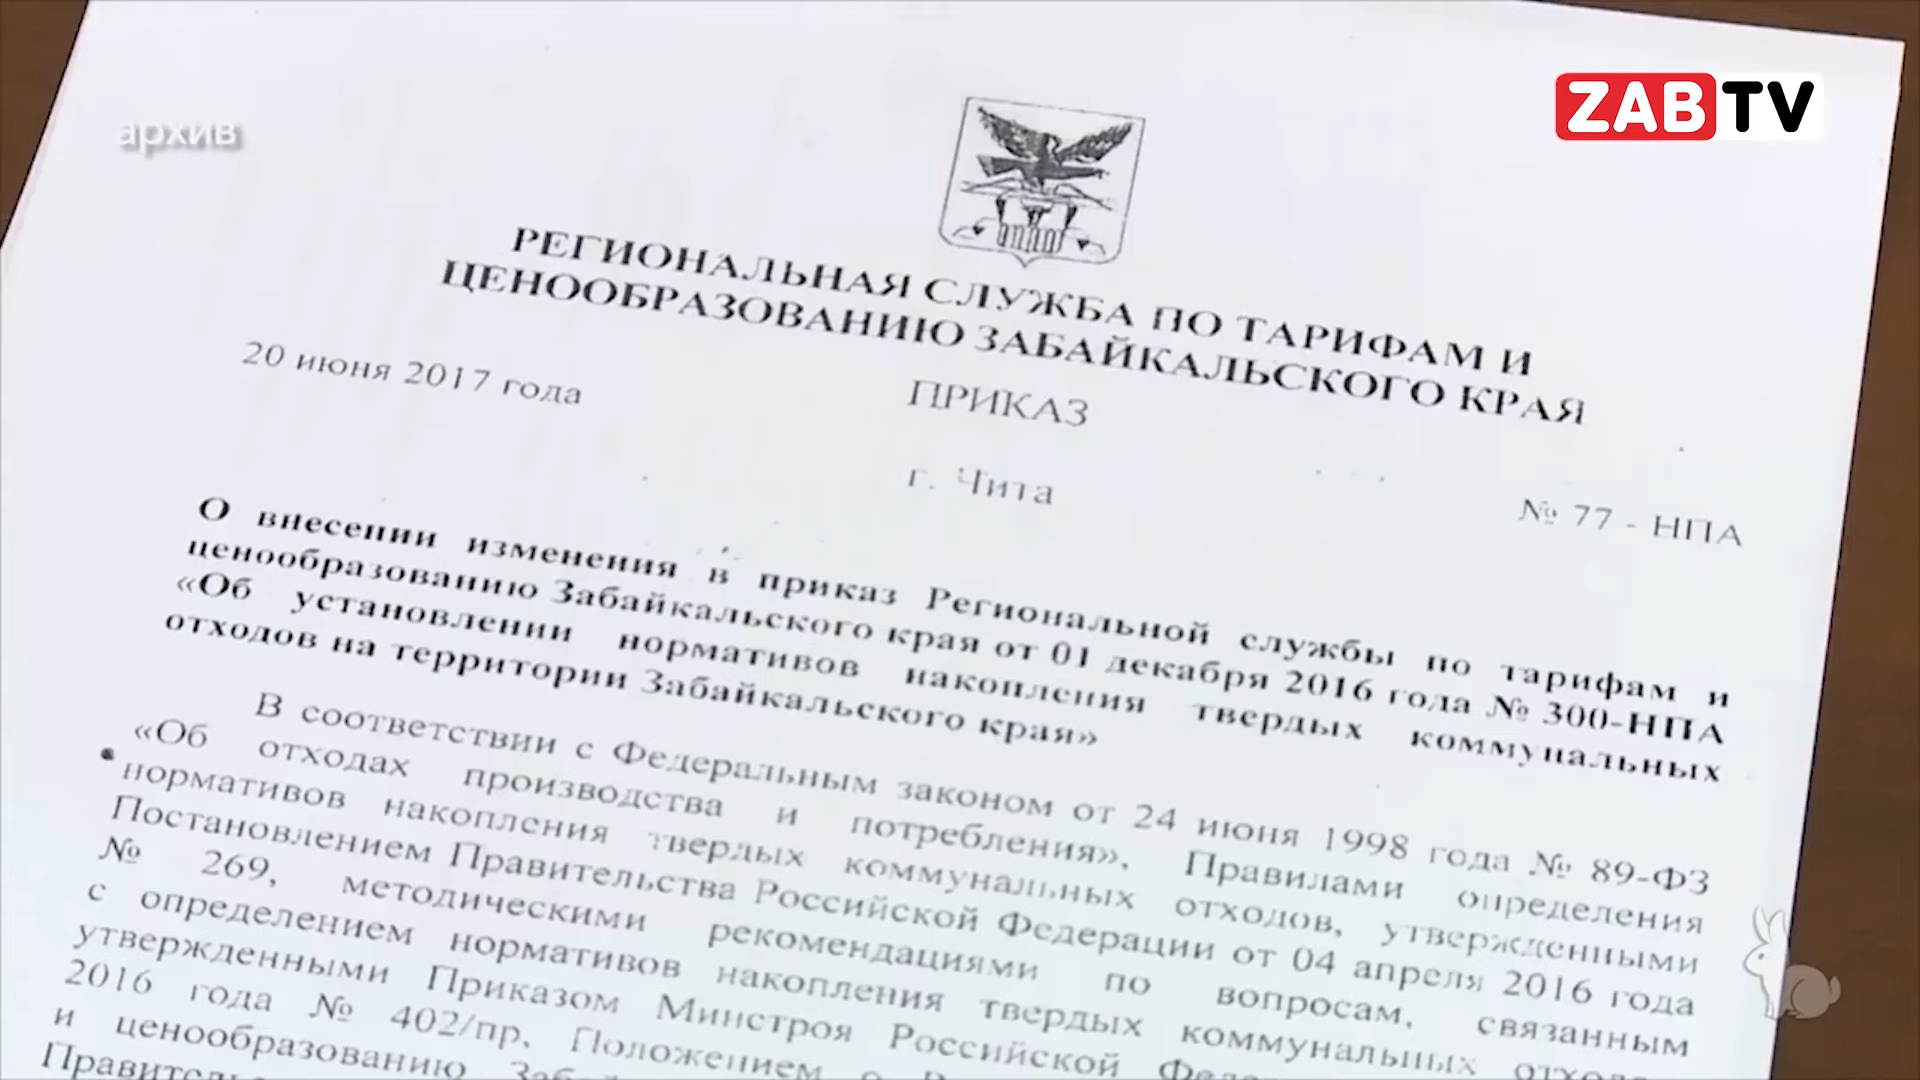 архив
ZABTV
РЕГИОНАЛЬНАЯ СЛУЖБА ПО ТАРИФАМ И
ЦЕНООБРАЗОВАНИЮ ЗАБАЙКАЛЬСКОГО КРАЯ
ПРИКАЗ
20 июня 2017 года
г. Чита
№ 77 - НПА
О внесении изменения в приказ Региональной службы по тарифам и
ценообразованию Забайкальского края от 01 декабря 2016 года № 300-НПА
«Об установлении нормативов накопления твердых коммунальных
отходов на территории Забайкальского края»
В соответствии с Федеральным законом от 24 июня 1998 года № 89-ФЗ
«Об отходах производства и потребления», Правилами определения
нормативов накопления твердых коммунальных отходов, утвержденными
Постановлением Правительства Российской Федерации от 04 апреля 2016 года
№ 269, методическими рекомендациями по вопросам, связанным
с определением нормативов накопления твердых коммунальных
утвержденными Приказом Минстроя Российской
2016 года № 402/пр, Положением о
и ценообразованию